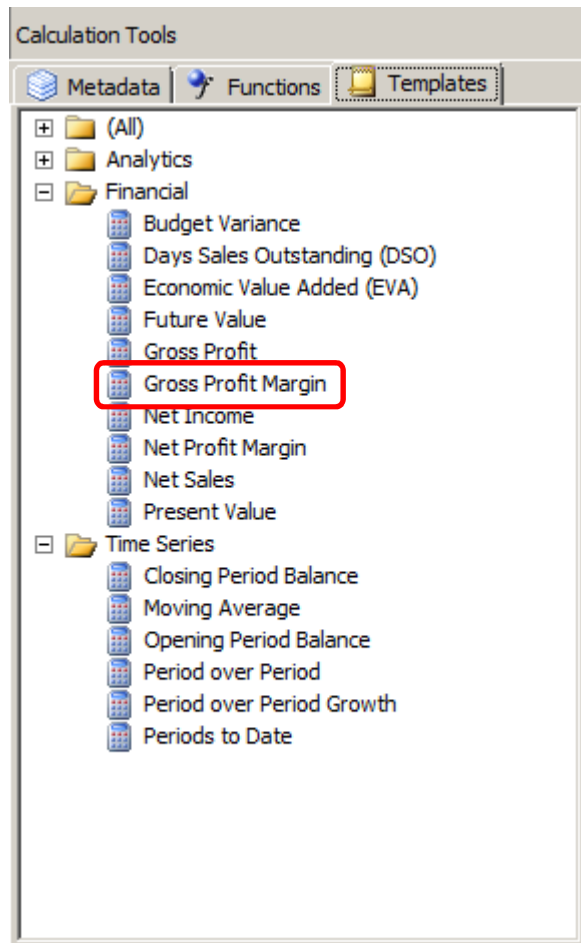 Calculation Tools
Metadata Functions Templates
(All)
Analytics
Financial
Budget Variance
Days Sales Outstanding (DSO)
Economic Value Added (EVA)
Future Value
Gross Profit
Gross Profit Margin
Net Income
Net Profit Margin
Net Sales
Present Value
Time Series
Closing Period Balance
Moving Average
Opening Period Balance
Period over Period
Period over Period Growth
Periods to Date